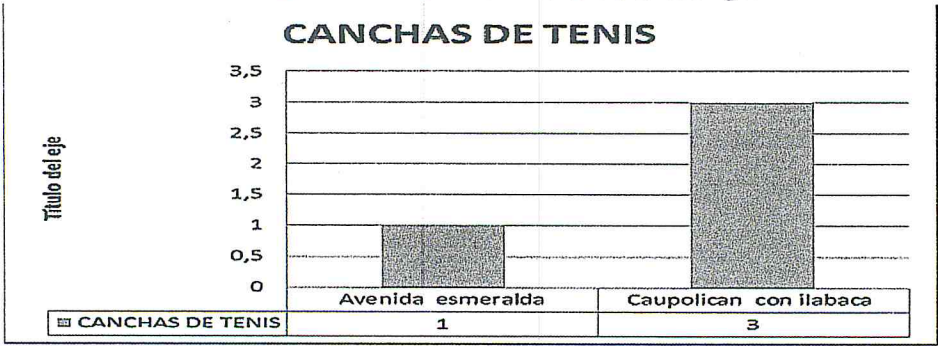 CANCHAS DE TENIS
Título del eje
3,5
3
2,5
2
1,5
1
0,5
0
Avenida esmeralda
Caupolican con ilabaca
CANCHAS DE TENIS 1 3